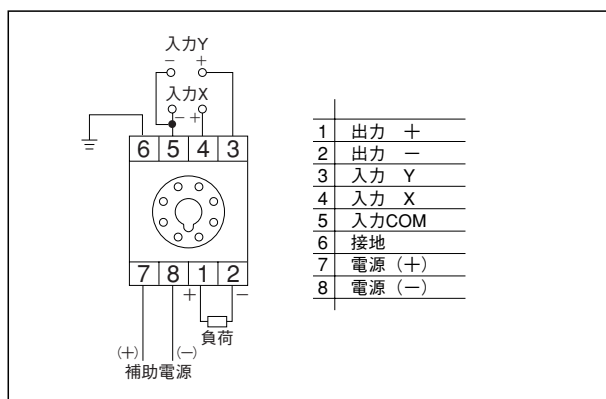 入力Y
− +
入力X
− +
6 5 4 3
7 8 1 2
+ −
負荷
(+) (−)
補助電源
1 出力 +
2 出力 −
3 入力 Y
4 入力 X
5 入力COM
6 接地
7 電源(+)
8 電源(−)